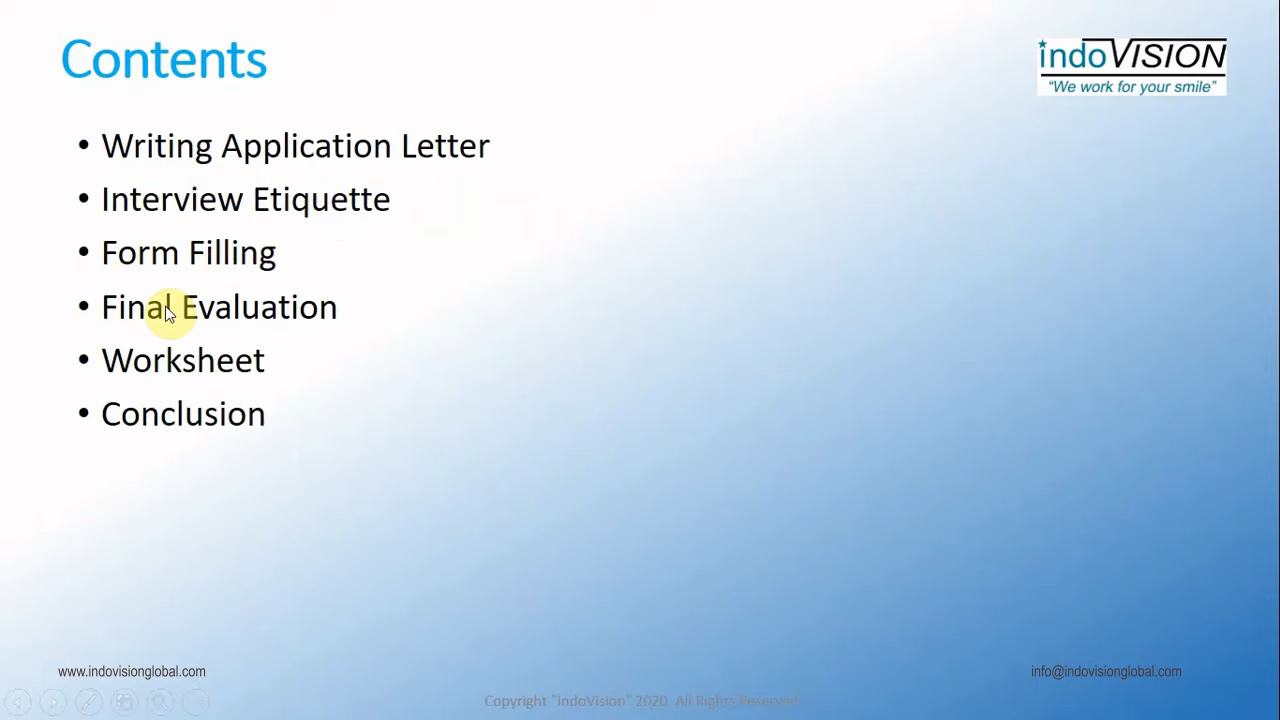 Contents
indoVISION
"We work for your smile"
• Writing Application Letter
• Interview Etiquette
• Form Filling
• Final Evaluation
• Worksheet
• Conclusion
www.indovisionglobal.com
info@indovisionglobal.com
Copyright "IndoVision" 2020. All Rights Reserved